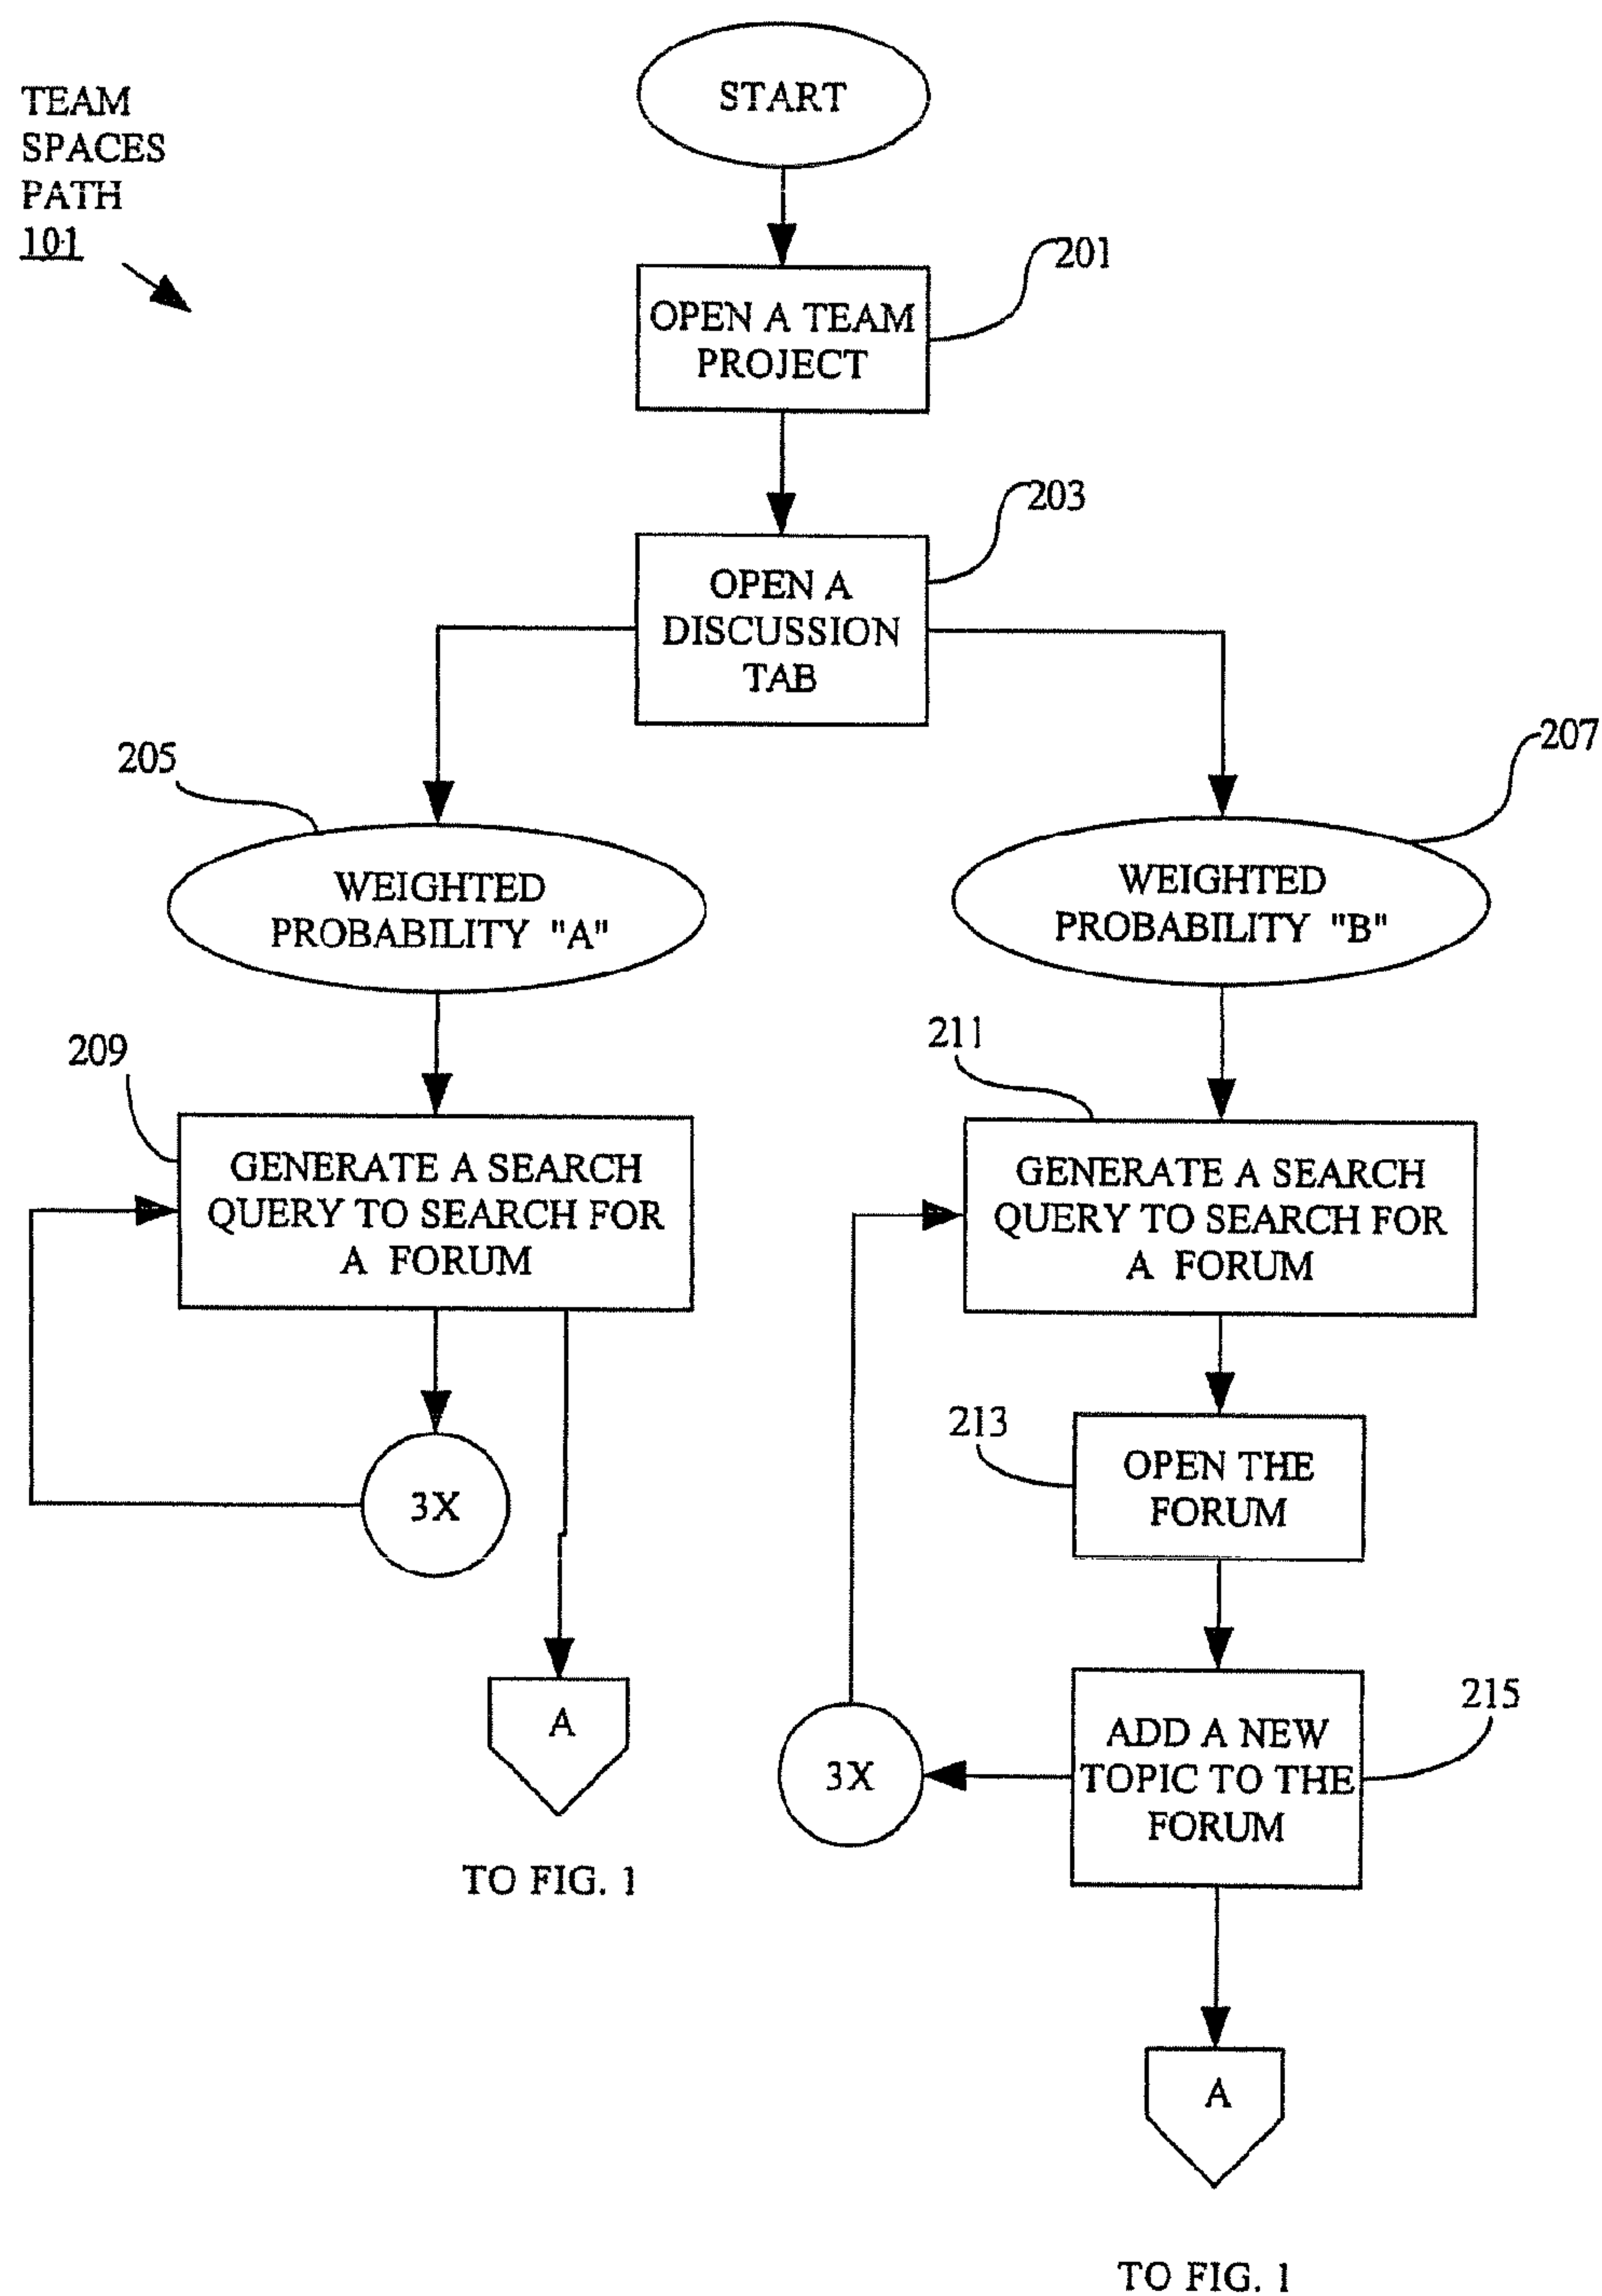 START
TEAM
SPACES
PATH
101
201
OPEN A TEAM
PROJECT
203
OPEN A
DISCUSSION
TAB
205
207
WEIGHTED
PROBABILITY "A"
WEIGHTED
PROBABILITY "B"
209
211
GENERATE A SEARCH
QUERY TO SEARCH FOR
A FORUM
GENERATE A SEARCH
QUERY TO SEARCH FOR
A FORUM
213
OPEN THE
FORUM
3X
215
ADD A NEW
TOPIC TO THE
FORUM
3X
A
TO FIG. 1
A
TO FIG. 1